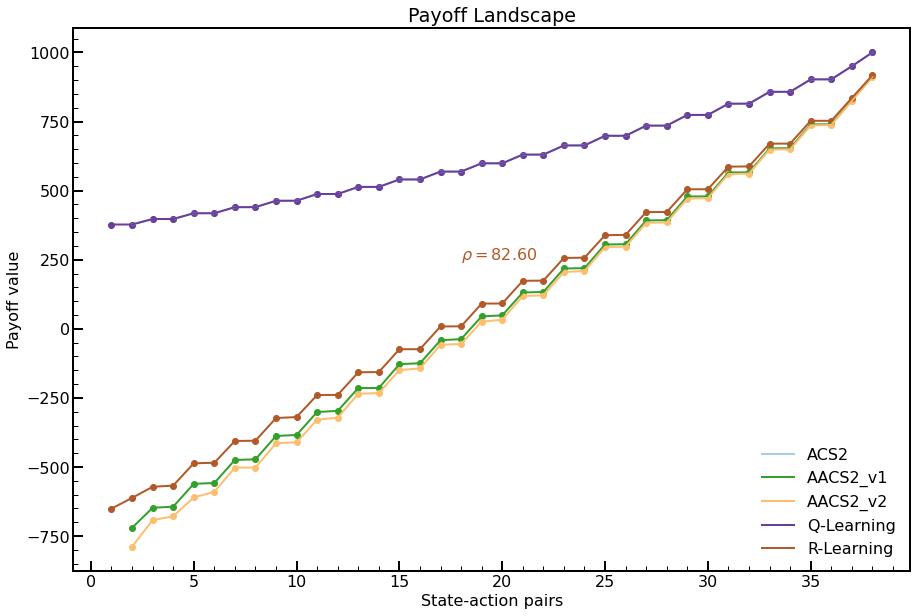 Payoff Landscape
1000
750
500
250
0
−250
−500
−750
Payoff value
ρ = 82.60
ACS2
AACS2_v1
AACS2_v2
Q-Learning
R-Learning
0 5 10 15 20 25 30 35
State-action pairs